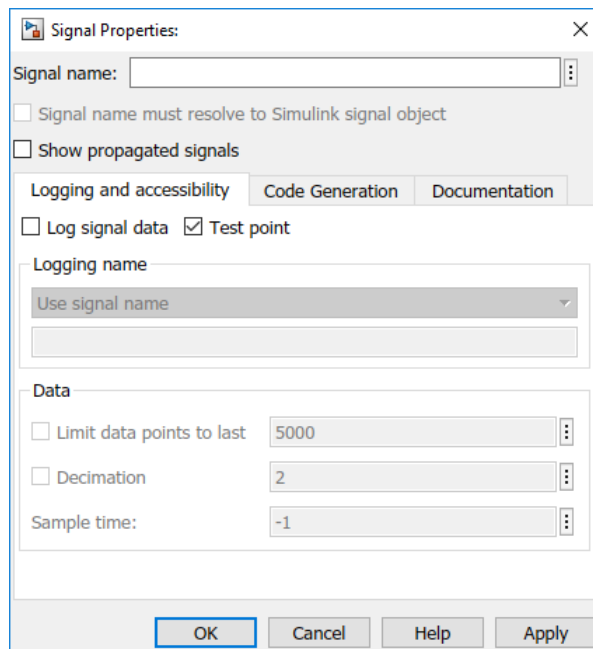 Signal Properties:
Signal name:
Signal name must resolve to Simulink signal object
Show propagated signals
Logging and accessibility Code Generation Documentation
Log signal data Test point
Logging name
Use signal name
Data
Limit data points to last 5000
Decimation 2
Sample time: -1
OK Cancel Help Apply